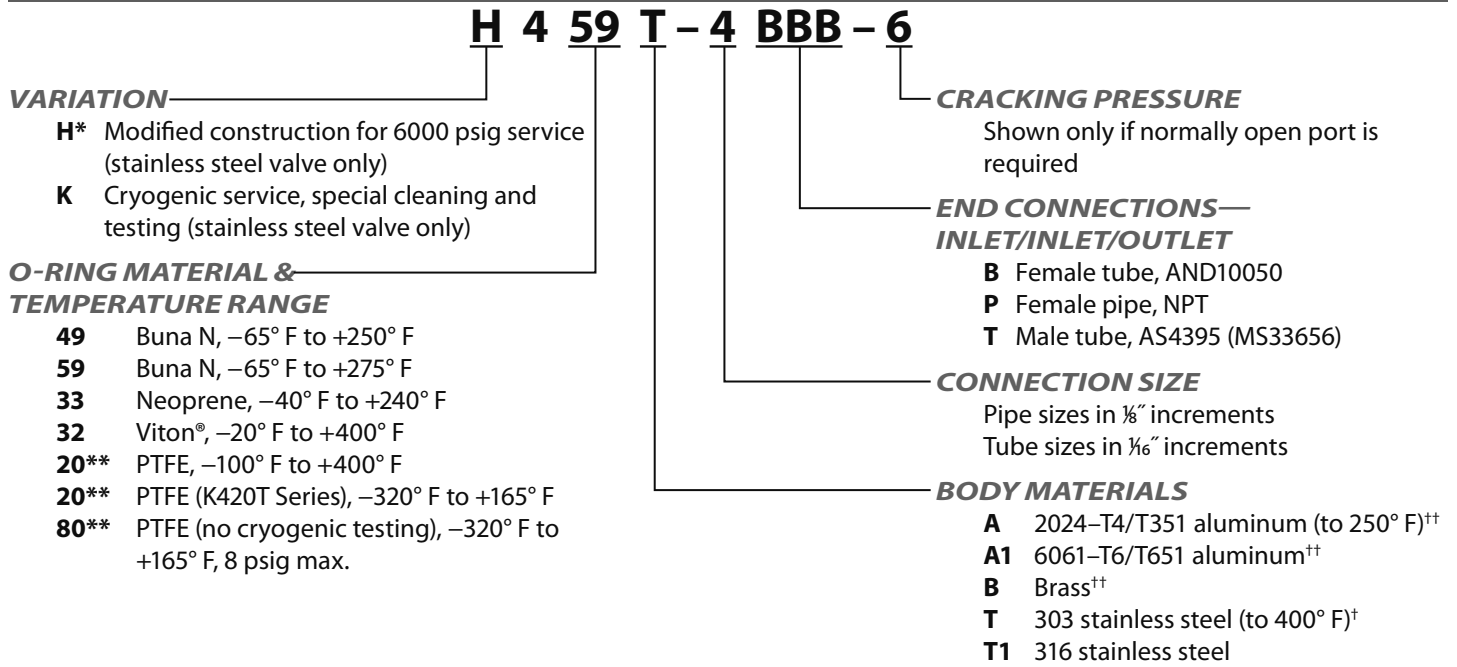 H 4 59 T – 4 BBB – 6
VARIATION
H* Modified construction for 6000 psig service
(stainless steel valve only)
K Cryogenic service, special cleaning and
testing (stainless steel valve only)
O-RING MATERIAL &
TEMPERATURE RANGE
49 Buna N, –65° F to +250° F
59 Buna N, –65° F to +275° F
33 Neoprene, –40° F to +240° F
32 Viton®, –20° F to +400° F
20** PTFE, –100° F to +400° F
20** PTFE (K420T Series), –320° F to +165° F
80** PTFE (no cryogenic testing), –320° F to
+165° F, 8 psig max.
CRACKING PRESSURE
Shown only if normally open port is
required
END CONNECTIONS—
INLET/INLET/OUTLET
B Female tube, AND10050
P Female pipe, NPT
T Male tube, AS4395 (MS33656)
CONNECTION SIZE
Pipe sizes in ⅛˝ increments
Tube sizes in 1⁄16˝ increments
BODY MATERIALS
A 2024–T4/T351 aluminum (to 250° F)††
A1 6061–T6/T651 aluminum††
B Brass††
T 303 stainless steel (to 400° F)†
T1 316 stainless steel